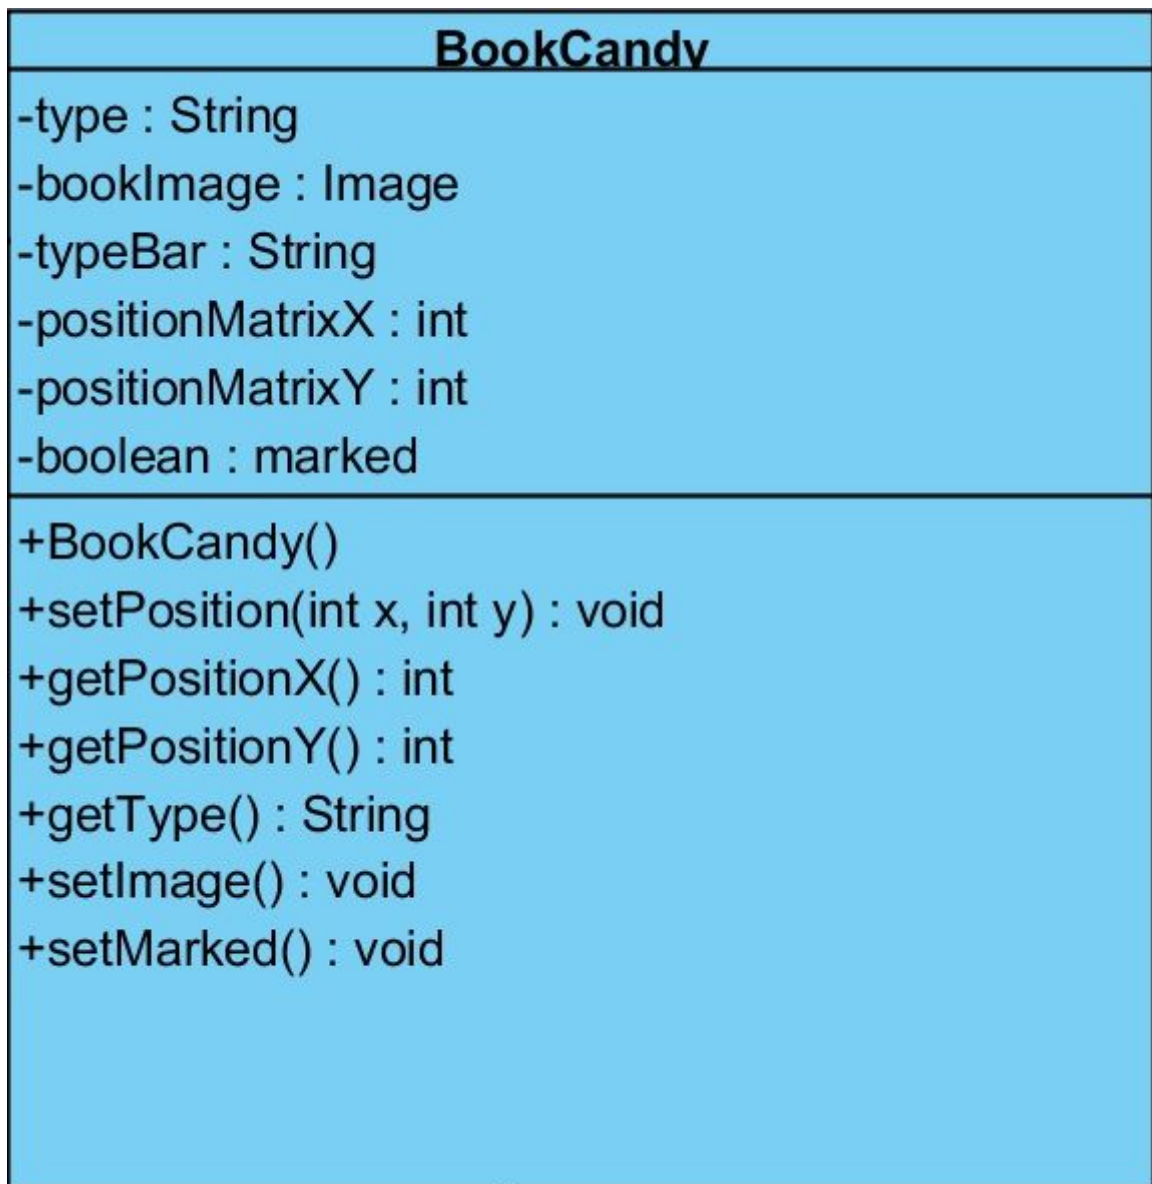 BookCandy
-type : String
-bookImage : Image
-typeBar : String
-positionMatrixX : int
-positionMatrixY : int
-boolean : marked
+BookCandy()
+setPosition(int x, int y) : void
+getPositionX() : int
+getPositionY() : int
+getType() : String
+setImage() : void
+setMarked() : void